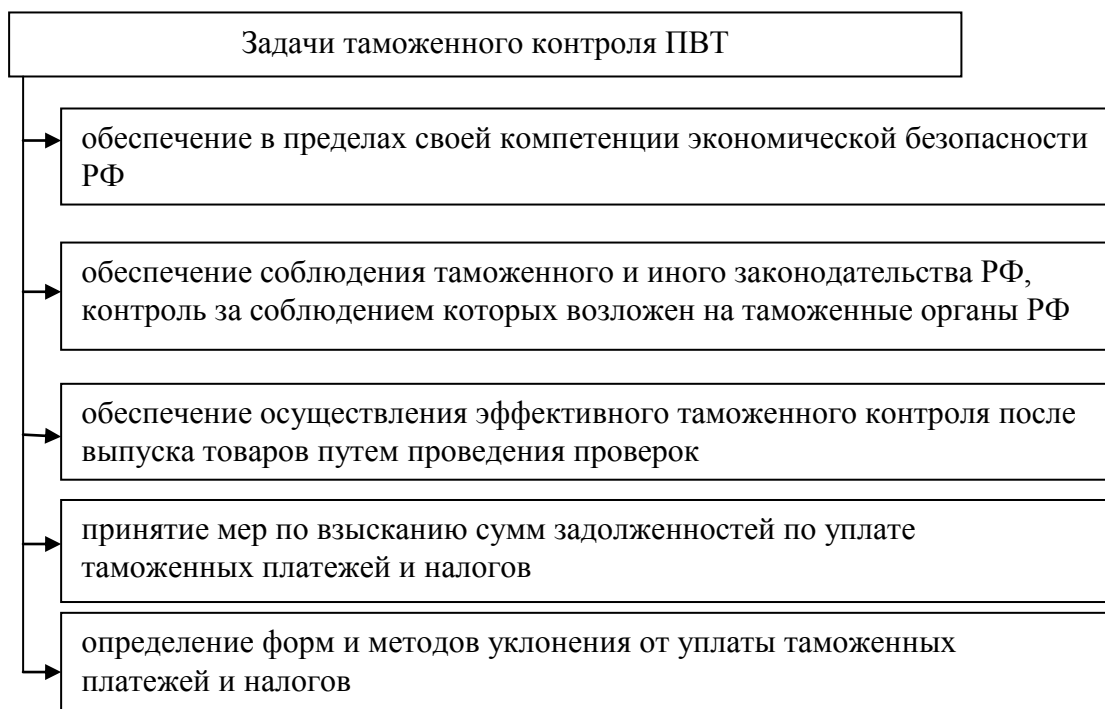 Задачи таможенного контроля ПВТ
обеспечение в пределах своей компетенции экономической безопасности
РФ
обеспечение соблюдения таможенного и иного законодательства РФ,
контроль за соблюдением которых возложен на таможенные органы РФ
обеспечение осуществления эффективного таможенного контроля после
выпуска товаров путем проведения проверок
принятие мер по взысканию сумм задолженностей по уплате
таможенных платежей и налогов
определение форм и методов уклонения от уплаты таможенных
платежей и налогов